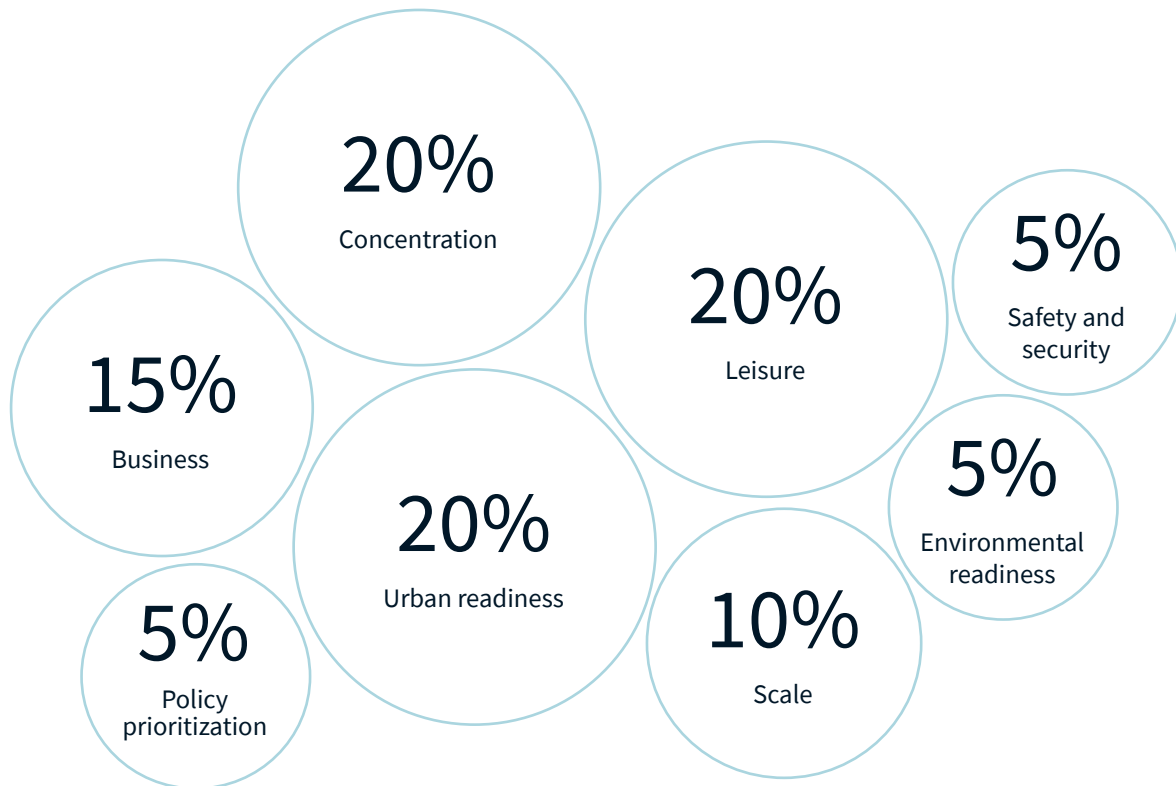 20%
Concentration
20%
Leisure
5%
Safety and
security
15%
Business
20%
Urban readiness
5%
Environmental
readiness
5%
Policy
prioritization
10%
Scale